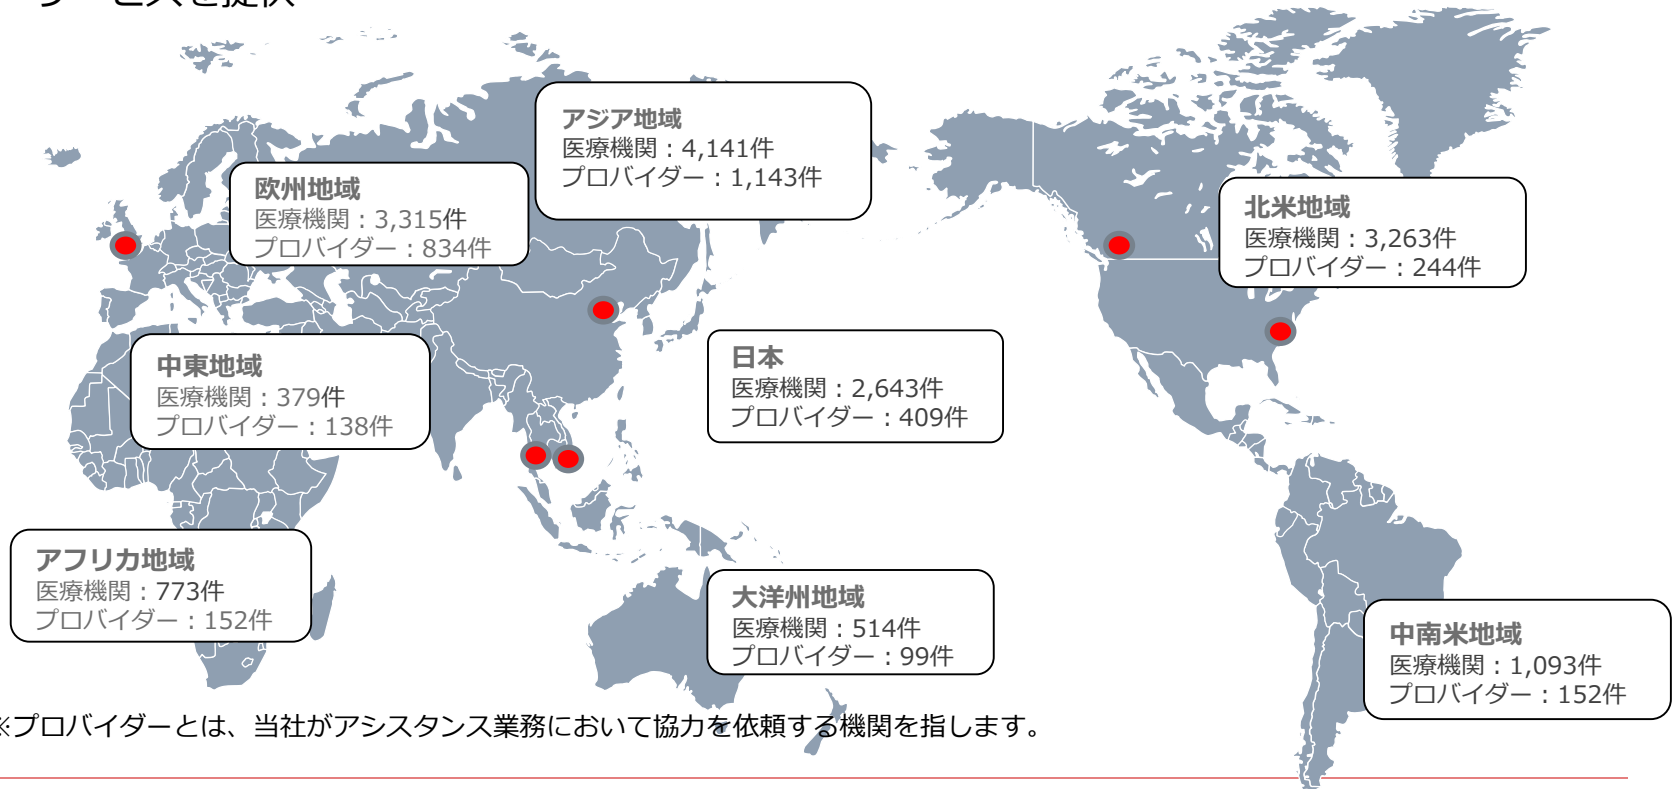 サービスを提供
アジア地域
医療機関：4,141件
プロバイダー：1,143件
欧州地域
医療機関：3,315件
プロバイダー：834件
北米地域
医療機関：3,263件
プロバイダー：244件
中東地域
医療機関：379件
プロバイダー：138件
日本
医療機関：2,643件
プロバイダー：409件
アフリカ地域
医療機関：773件
プロバイダー：152件
大洋州地域
医療機関：514件
プロバイダー：99件
中南米地域
医療機関：1,093件
プロバイダー：152件
※プロバイダーとは、当社がアシスタンス業務において協力を依頼する機関を指します。